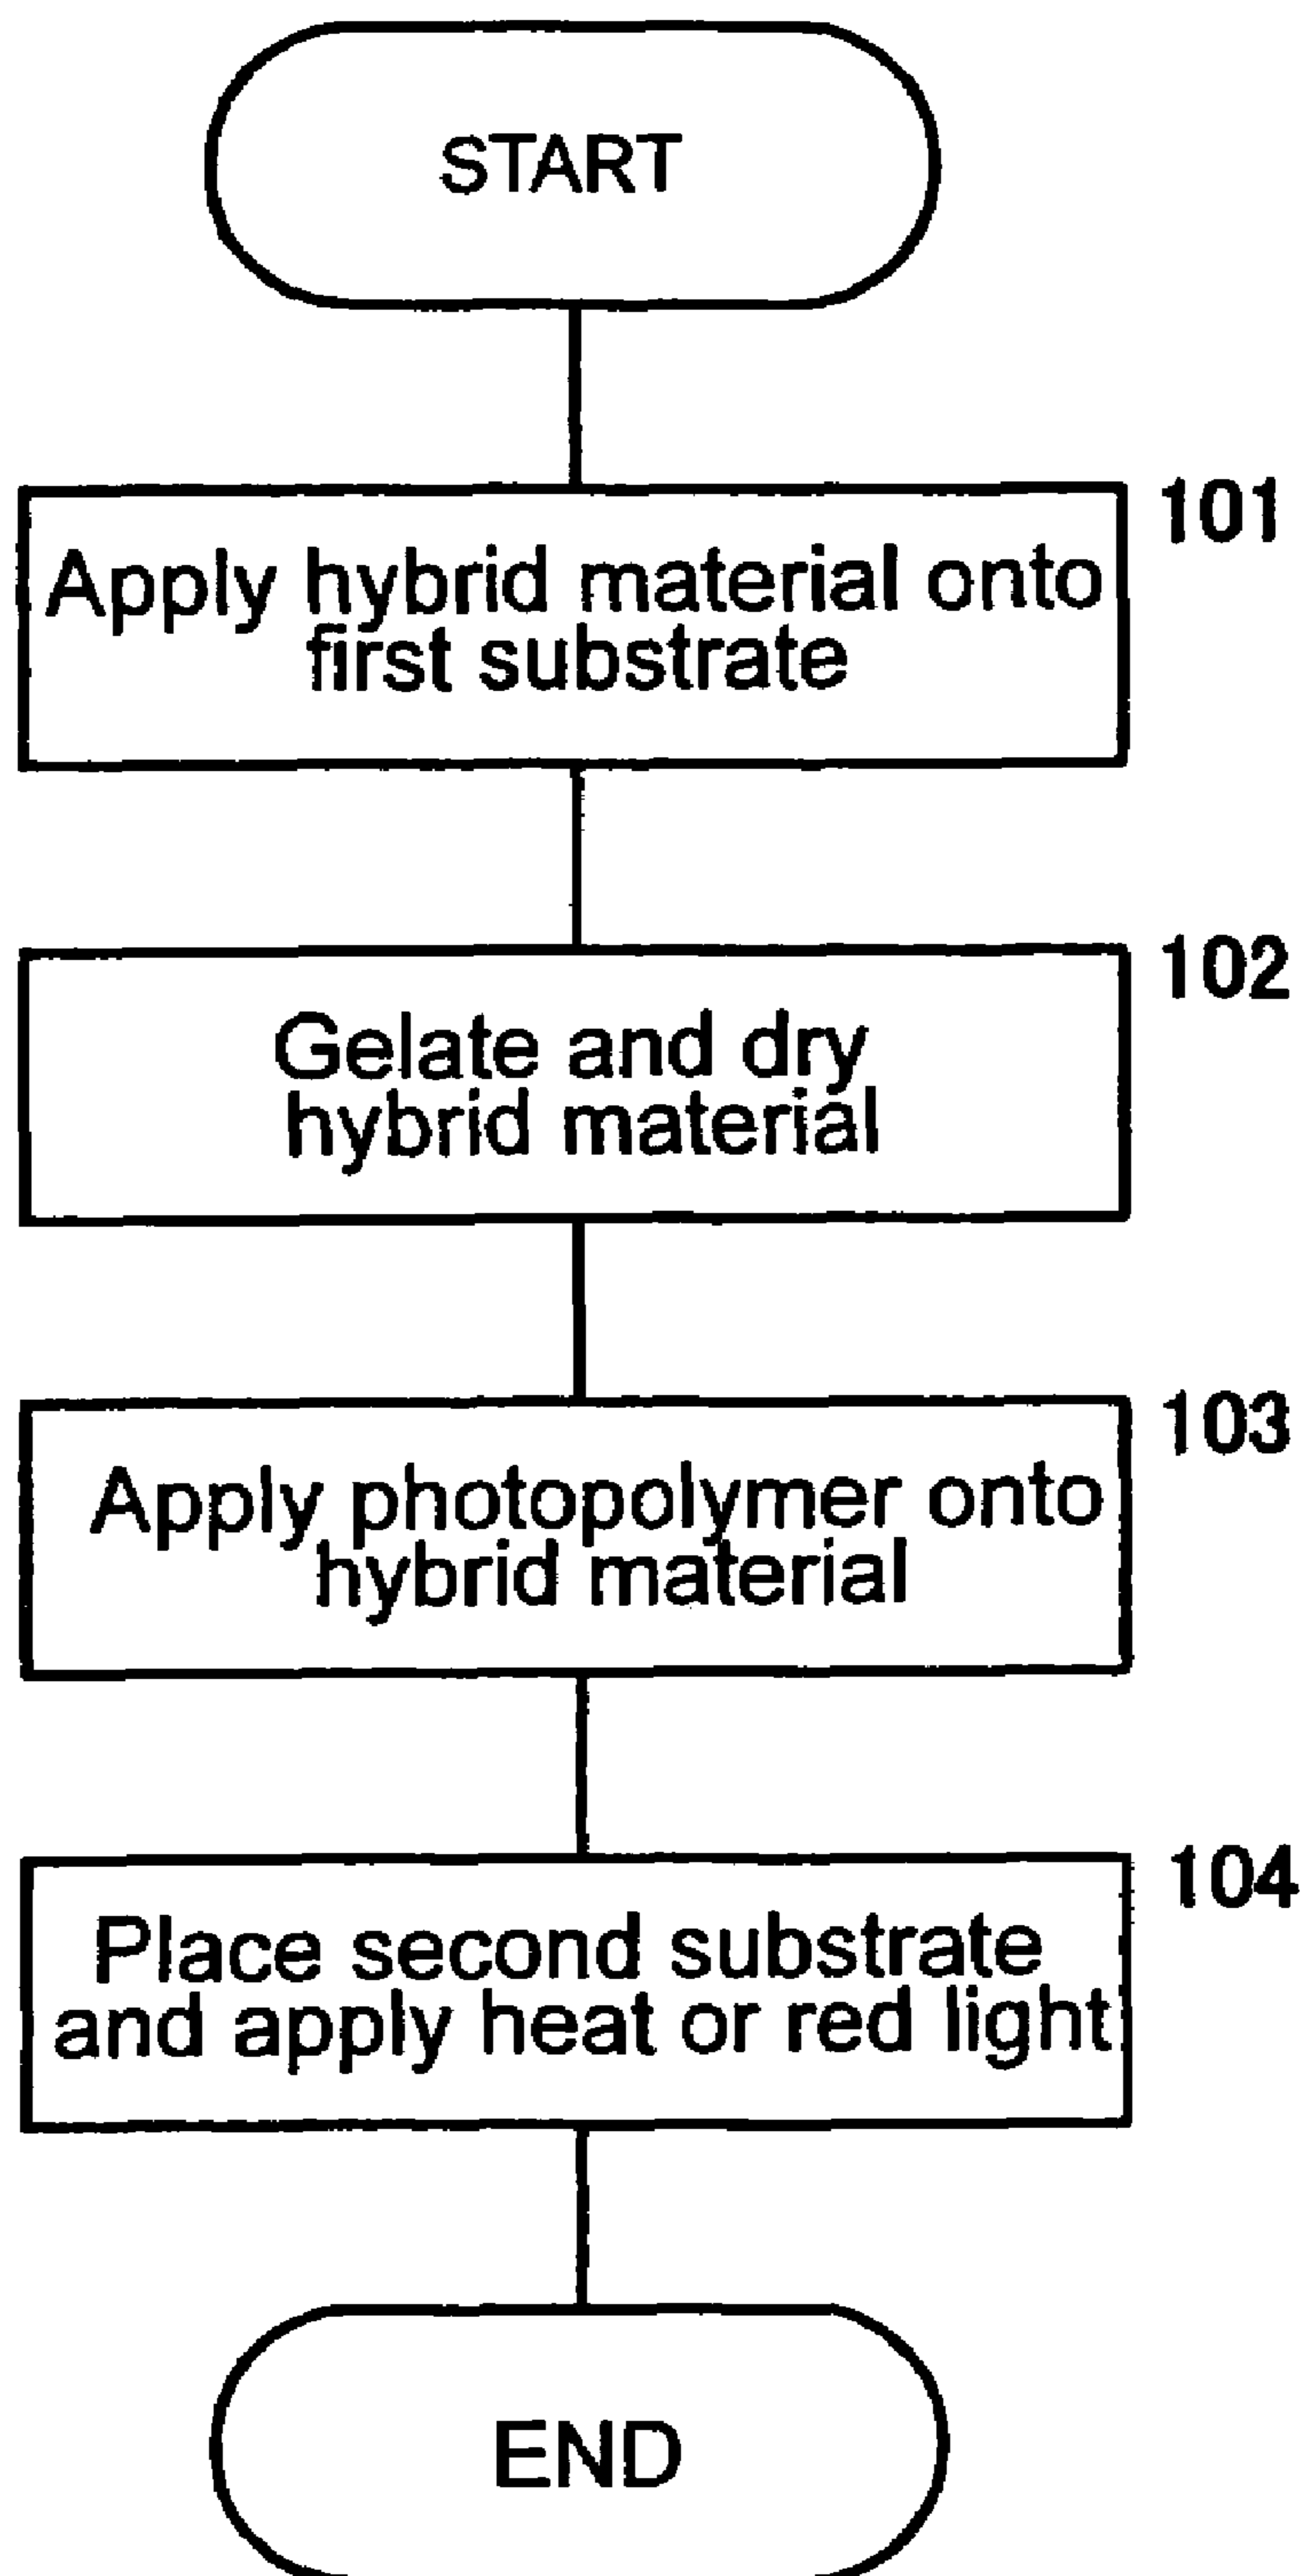 START
101
Apply hybrid material onto
first substrate
102
Gelate and dry
hybrid material
103
Apply photopolymer onto
hybrid material
104
Place second substrate
and apply heat or red light
END